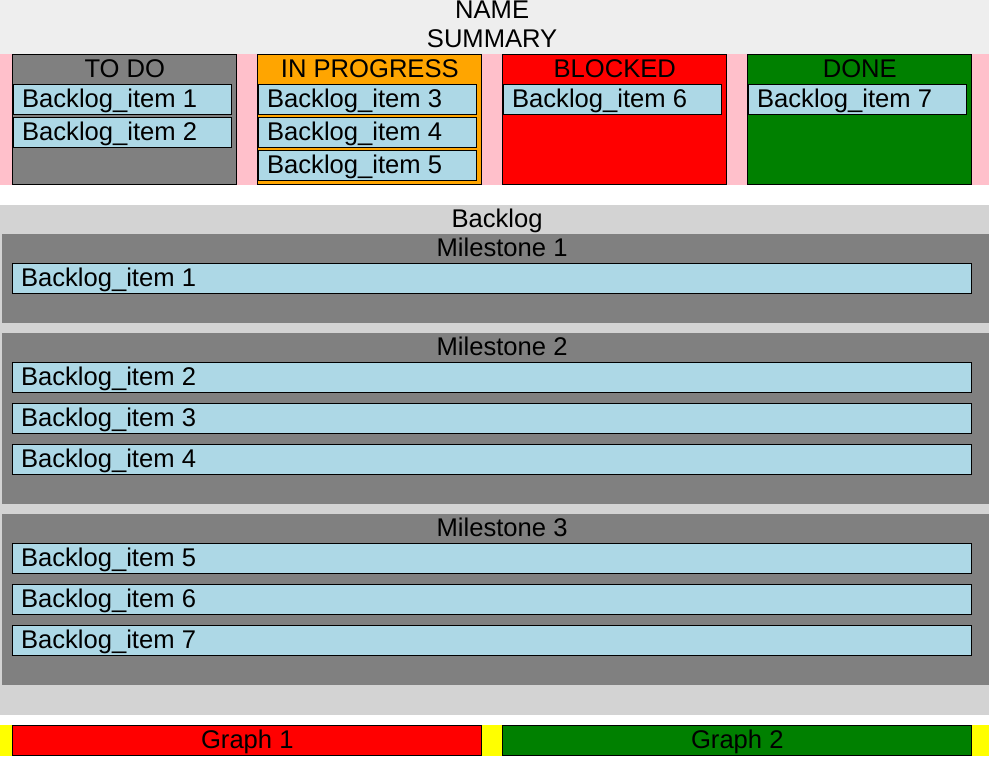 NAME
SUMMARY
TO DO
Backlog_item 1
Backlog_item 2
IN PROGRESS
Backlog_item 3
Backlog_item 4
Backlog_item 5
BLOCKED
Backlog_item 6
DONE
Backlog_item 7
Backlog
Milestone 1
Backlog_item 1
Milestone 2
Backlog_item 2
Backlog_item 3
Backlog_item 4
Milestone 3
Backlog_item 5
Backlog_item 6
Backlog_item 7
Graph 1
Graph 2